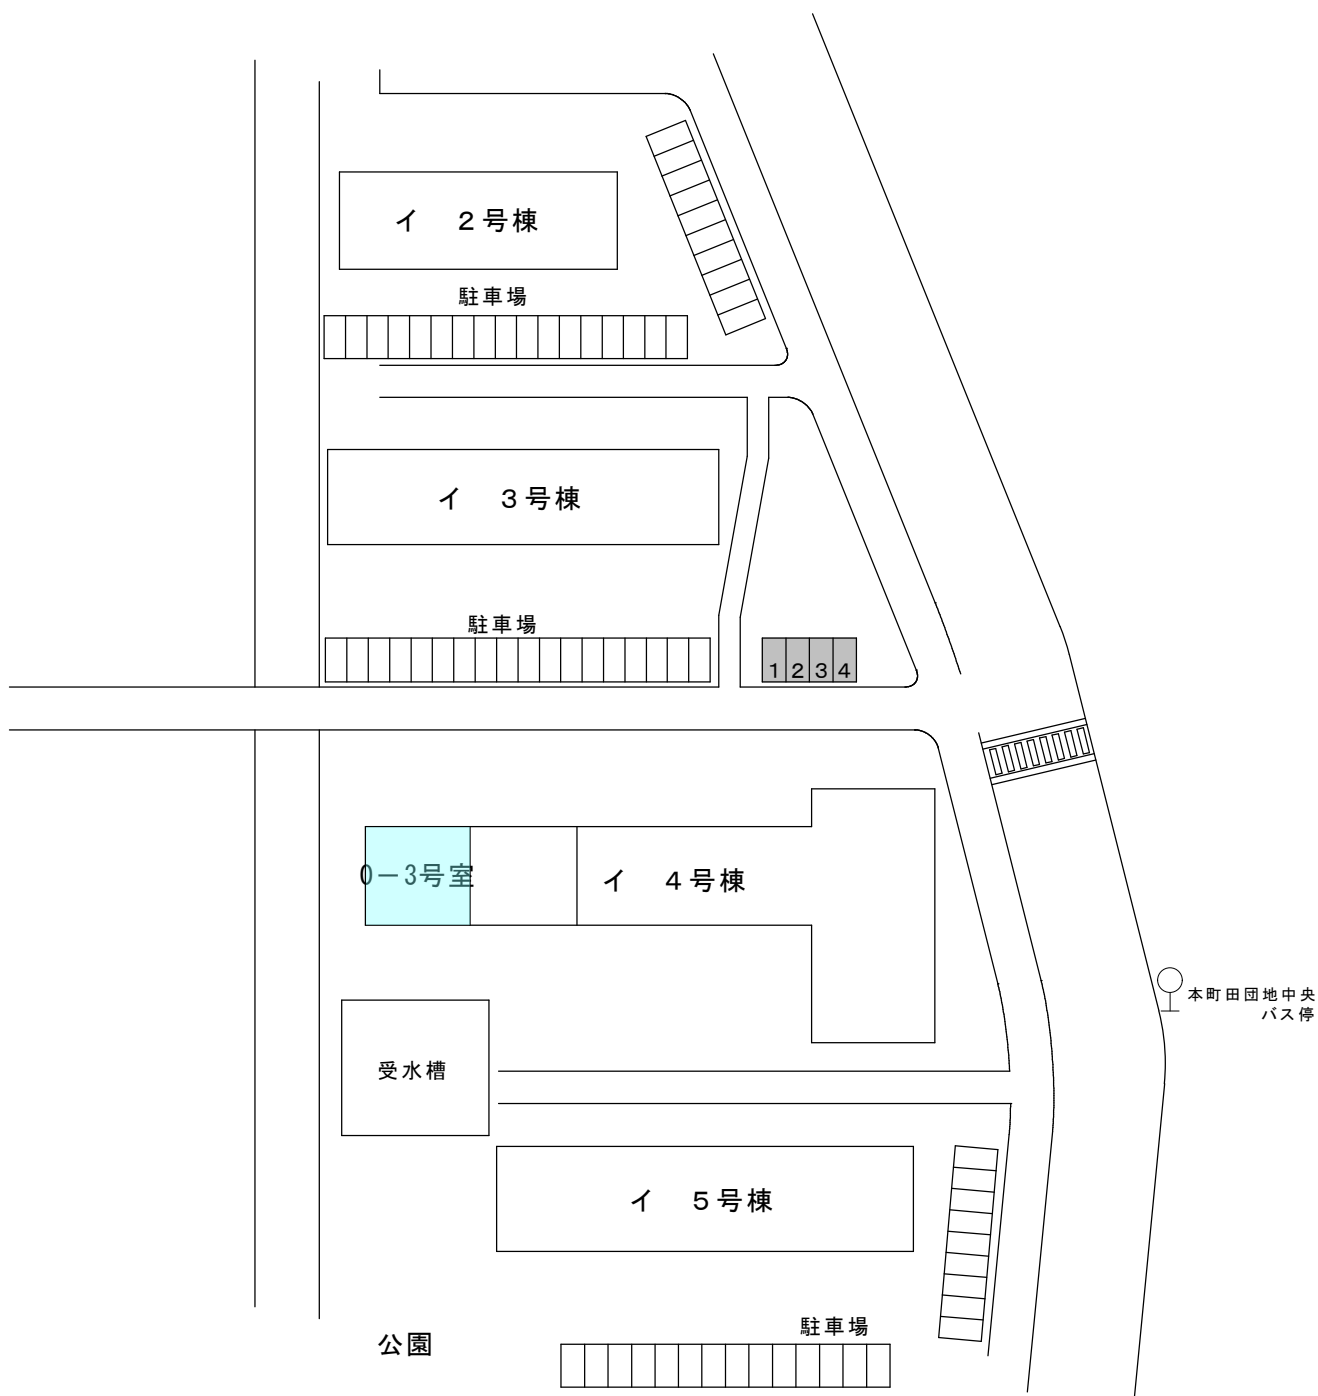 イ　２号棟
駐車場
イ　３号棟
駐車場
1 2 3 4
0－3号室
イ　４号棟
本町田団地中央
バス停
受水槽
イ　５号棟
駐車場
公園